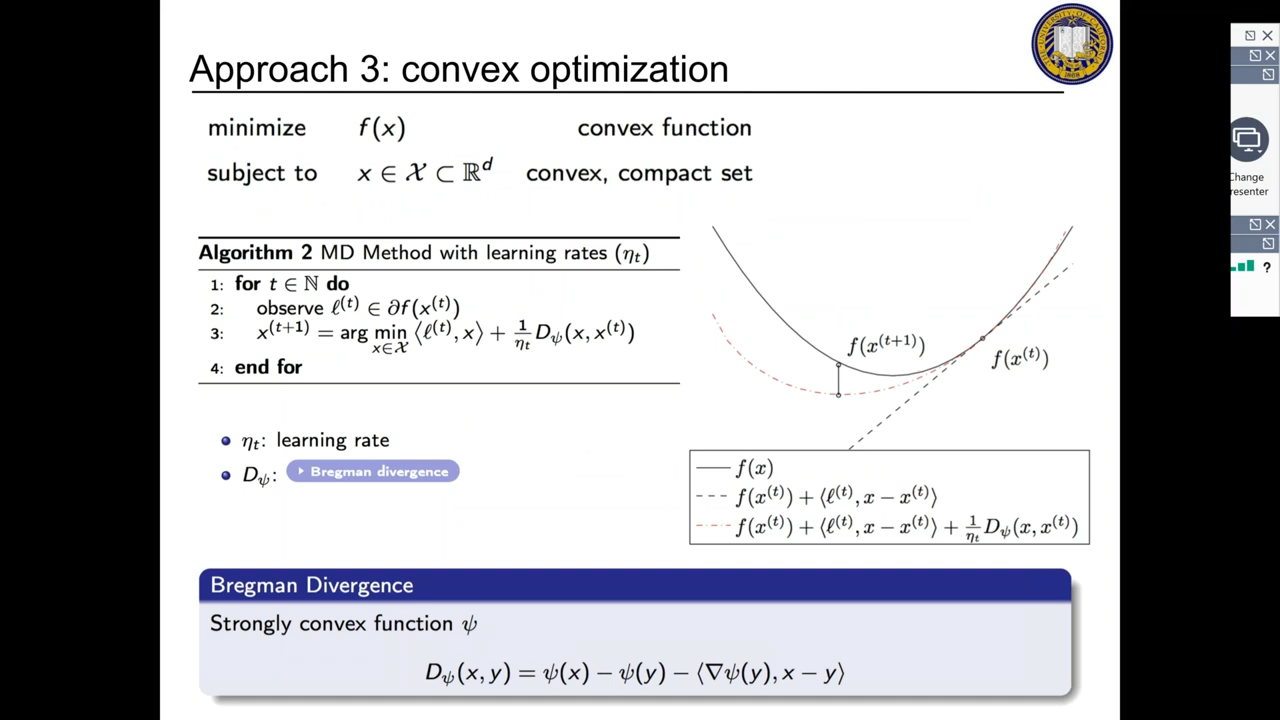 Approach 3: convex optimization
minimize f(x) convex function
subject to x ∈ 𝒳 ⊂ ℝ^d convex, compact set
Algorithm 2 MD Method with learning rates (η_t)
1: for t ∈ ℕ do
2: observe ℓ^(t) ∈ ∂f(x^(t))
3: x^(t+1) = arg min_{x∈𝒳} ⟨ℓ^(t), x⟩ + 1/η_t D_ψ(x, x^(t))
4: end for
f(x^(t+1))
f(x^(t))
η_t: learning rate
D_ψ: Bregman divergence
f(x)
f(x^(t)) + ⟨ℓ^(t), x − x^(t)⟩
f(x^(t)) + ⟨ℓ^(t), x − x^(t)⟩ + 1/η_t D_ψ(x, x^(t))
Bregman Divergence
Strongly convex function ψ
D_ψ(x, y) = ψ(x) − ψ(y) − ⟨∇ψ(y), x − y⟩
Change
resenter
?